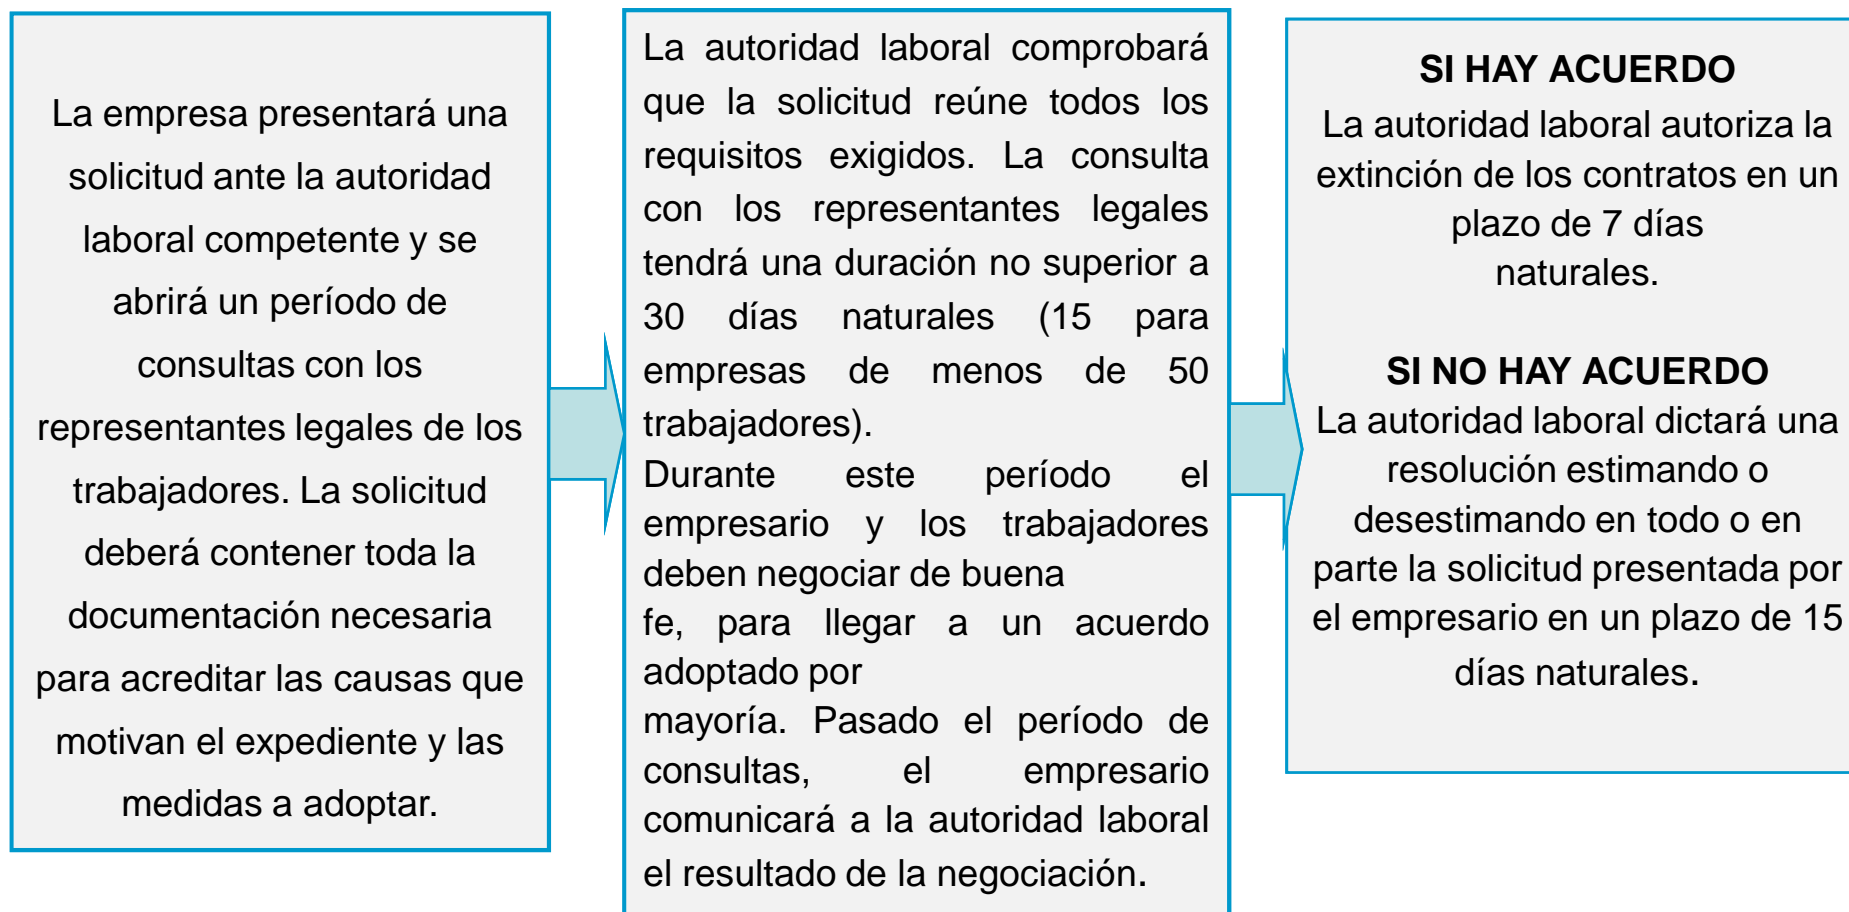 La empresa presentará una
solicitud ante la autoridad
laboral competente y se
abrirá un período de
consultas con los
representantes legales de los
trabajadores. La solicitud
deberá contener toda la
documentación necesaria
para acreditar las causas que
motivan el expediente y las
medidas a adoptar.
La autoridad laboral comprobará
que la solicitud reúne todos los
requisitos exigidos. La consulta
con los representantes legales
tendrá una duración no superior a
30 días naturales (15 para
empresas de menos de 50
trabajadores).
Durante este período el
empresario y los trabajadores
deben negociar de buena
fe, para llegar a un acuerdo
adoptado por
mayoría. Pasado el período de
consultas, el empresario
comunicará a la autoridad laboral
el resultado de la negociación.
SI HAY ACUERDO
La autoridad laboral autoriza la
extinción de los contratos en un
plazo de 7 días
naturales.
SI NO HAY ACUERDO
La autoridad laboral dictará una
resolución estimando o
desestimando en todo o en
parte la solicitud presentada por
el empresario en un plazo de 15
días naturales.